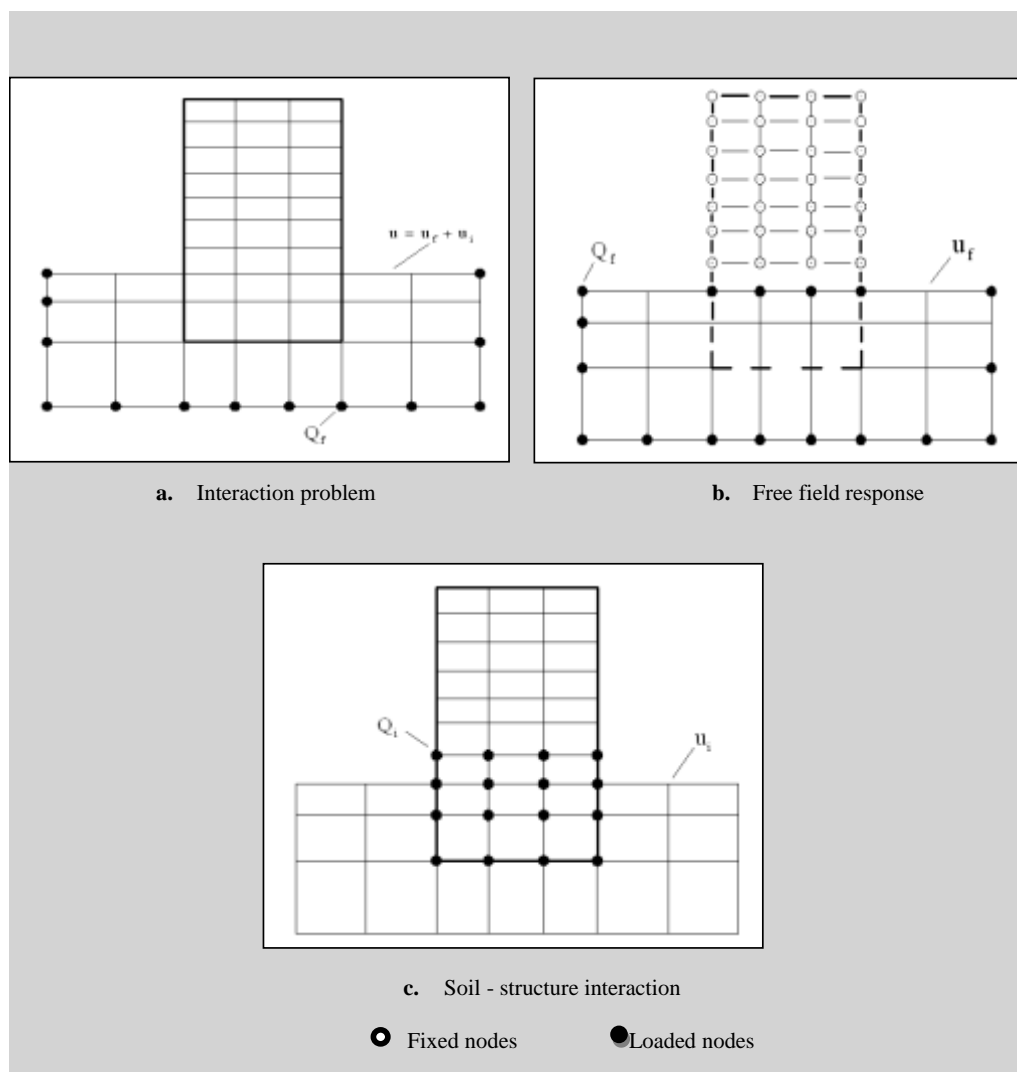 u = u_f + u_i
Q_f
a. Interaction problem
Q_f
u_f
b. Free field response
Q_i
u_i
c. Soil - structure interaction
Fixed nodes
Loaded nodes